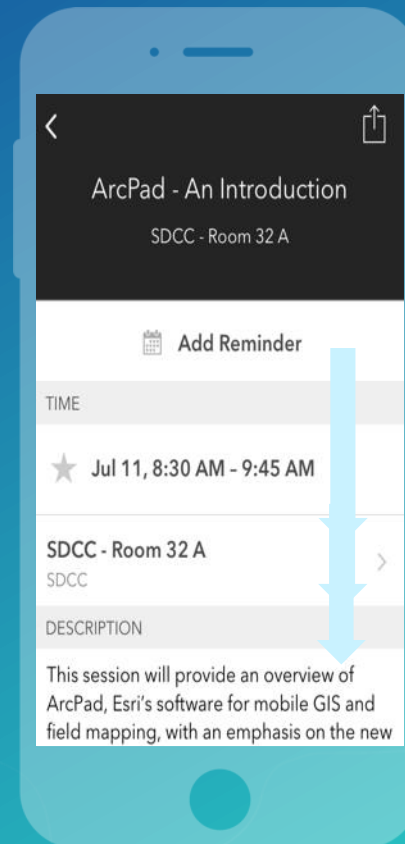 ArcPad - An Introduction
SDCC - Room 32 A
Add Reminder
TIME
Jul 11, 8:30 AM – 9:45 AM
SDCC - Room 32 A
SDCC
DESCRIPTION
This session will provide an overview of
ArcPad, Esri's software for mobile GIS and
field mapping, with an emphasis on the new